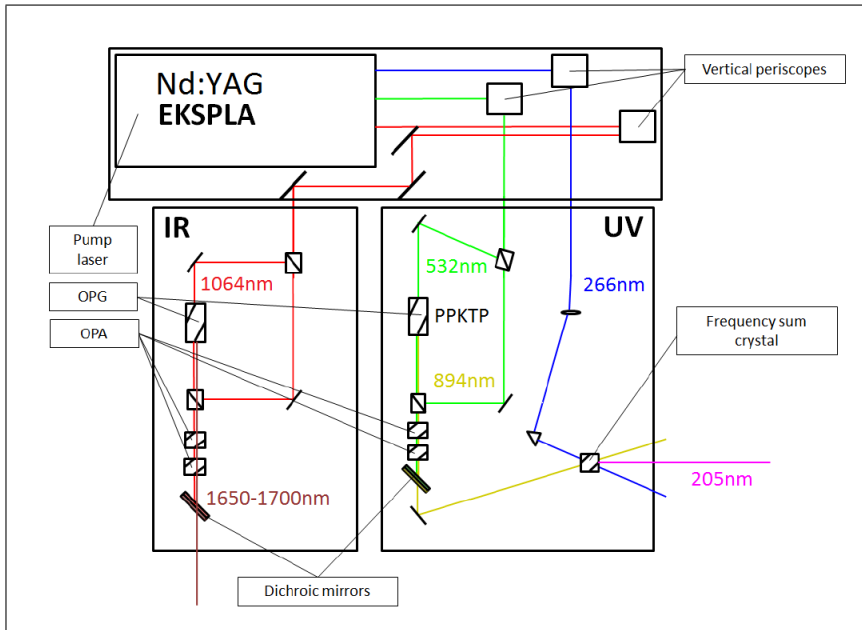 Nd:YAG
EKSPLA
Vertical periscopes
IR
UV
Pump
laser
1064nm
532nm
266nm
OPG
PPKTP
OPA
Frequency sum
crystal
894nm
1650-1700nm
205nm
Dichroic mirrors